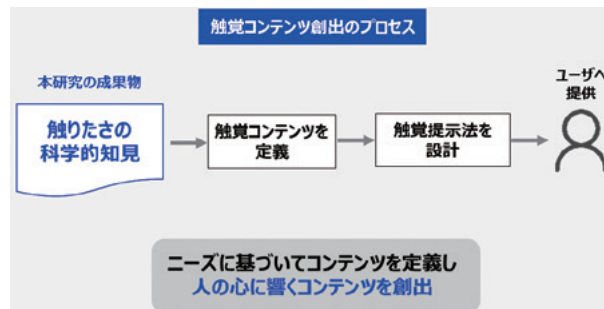 触覚コンテンツ創出のプロセス
本研究の成果物
触りたさの
科学的知見
触覚コンテンツを
定義
触覚提示法を
設計
ユーザへ
提供
ニーズに基づいてコンテンツを定義し
人の心に響くコンテンツを創出